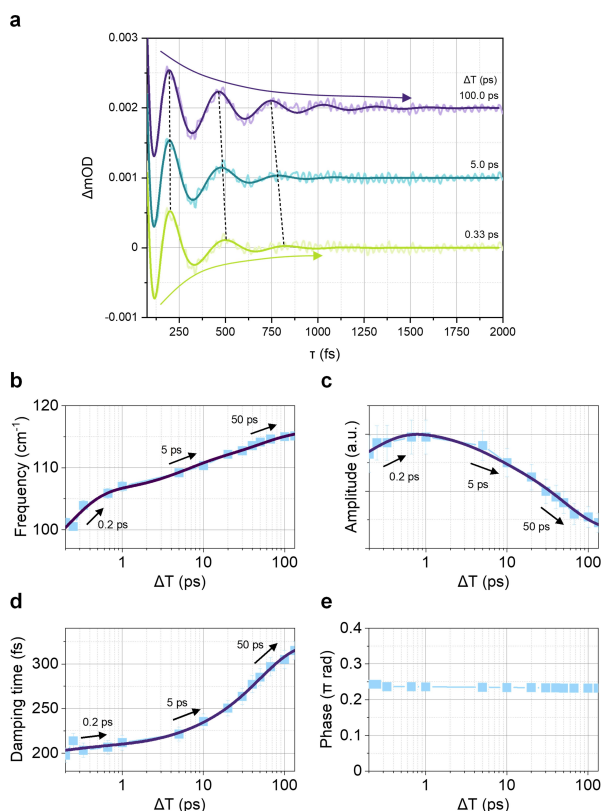 a
0.003
0.002
0.001
0
-0.001
ΔmOD
ΔT (ps)
100.0 ps
5.0 ps
0.33 ps
250
500
750
1000
1250
1500
1750
2000
τ (fs)
b
120
110
100
Frequency (cm⁻¹)
0.2 ps
5 ps
50 ps
1
10
100
ΔT (ps)
c
Amplitude (a.u.)
0.2 ps
5 ps
50 ps
1
10
100
ΔT (ps)
d
300
250
200
Damping time (fs)
0.2 ps
5 ps
50 ps
1
10
100
ΔT (ps)
e
0.4
0.3
0.2
0.1
0
Phase (π rad)
1
10
100
ΔT (ps)